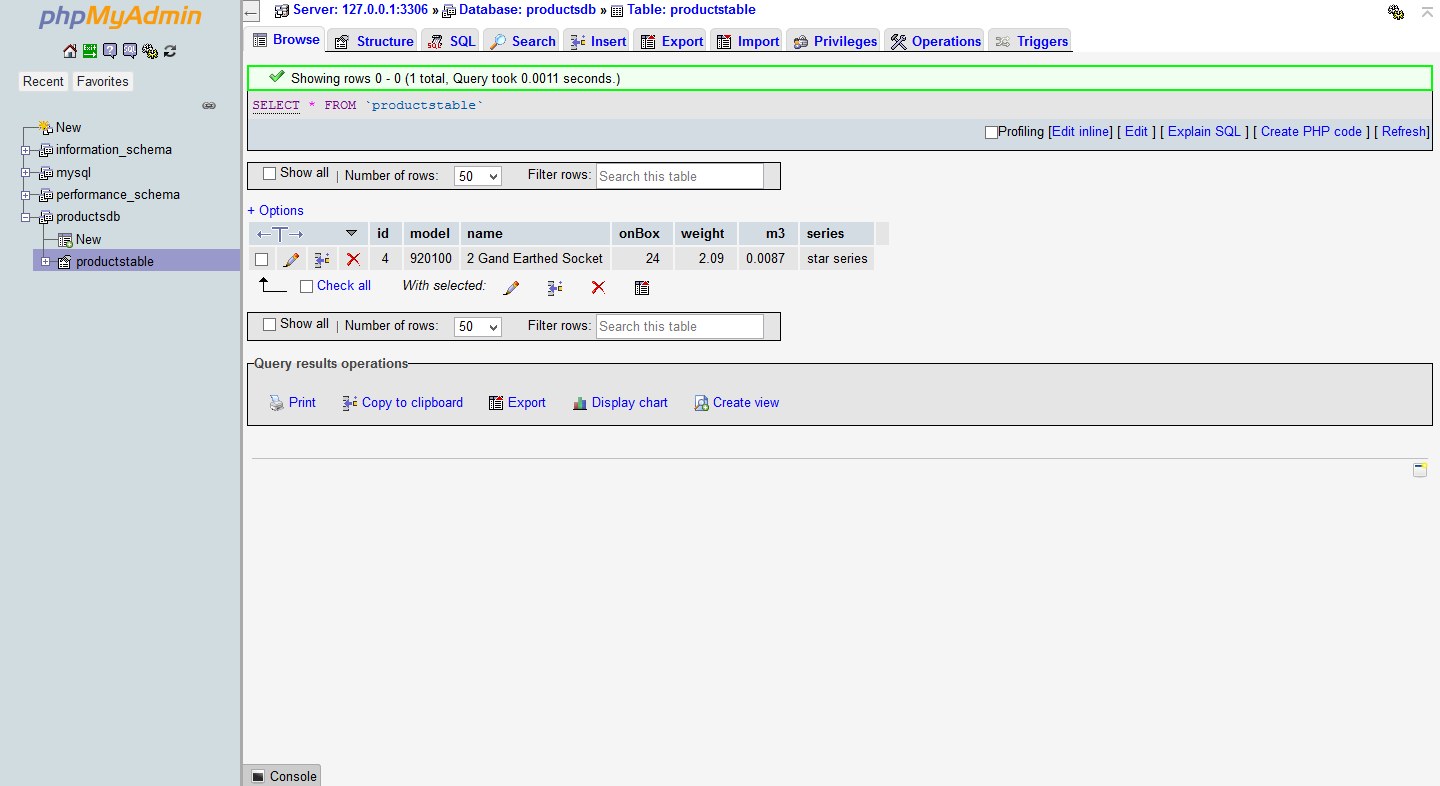 phpMyAdmin
Recent Favorites
New
information_schema
mysql
performance_schema
productsdb
New
productstable
Server: 127.0.0.1:3306 » Database: productsdb » Table: productstable
Browse Structure SQL Search Insert Export Import Privileges Operations Triggers
Showing rows 0 - 0 (1 total, Query took 0.0011 seconds.)
SELECT * FROM `productstable`
Profiling [Edit inline] [ Edit ] [ Explain SQL ] [ Create PHP code ] [ Refresh]
Show all | Number of rows: 50 Filter rows: Search this table
+ Options
id model name onBox weight m3 series
4 920100 2 Gand Earthed Socket 24 2.09 0.0087 star series
Check all With selected:
Show all | Number of rows: 50 Filter rows: Search this table
Query results operations
Print Copy to clipboard Export Display chart Create view
Console